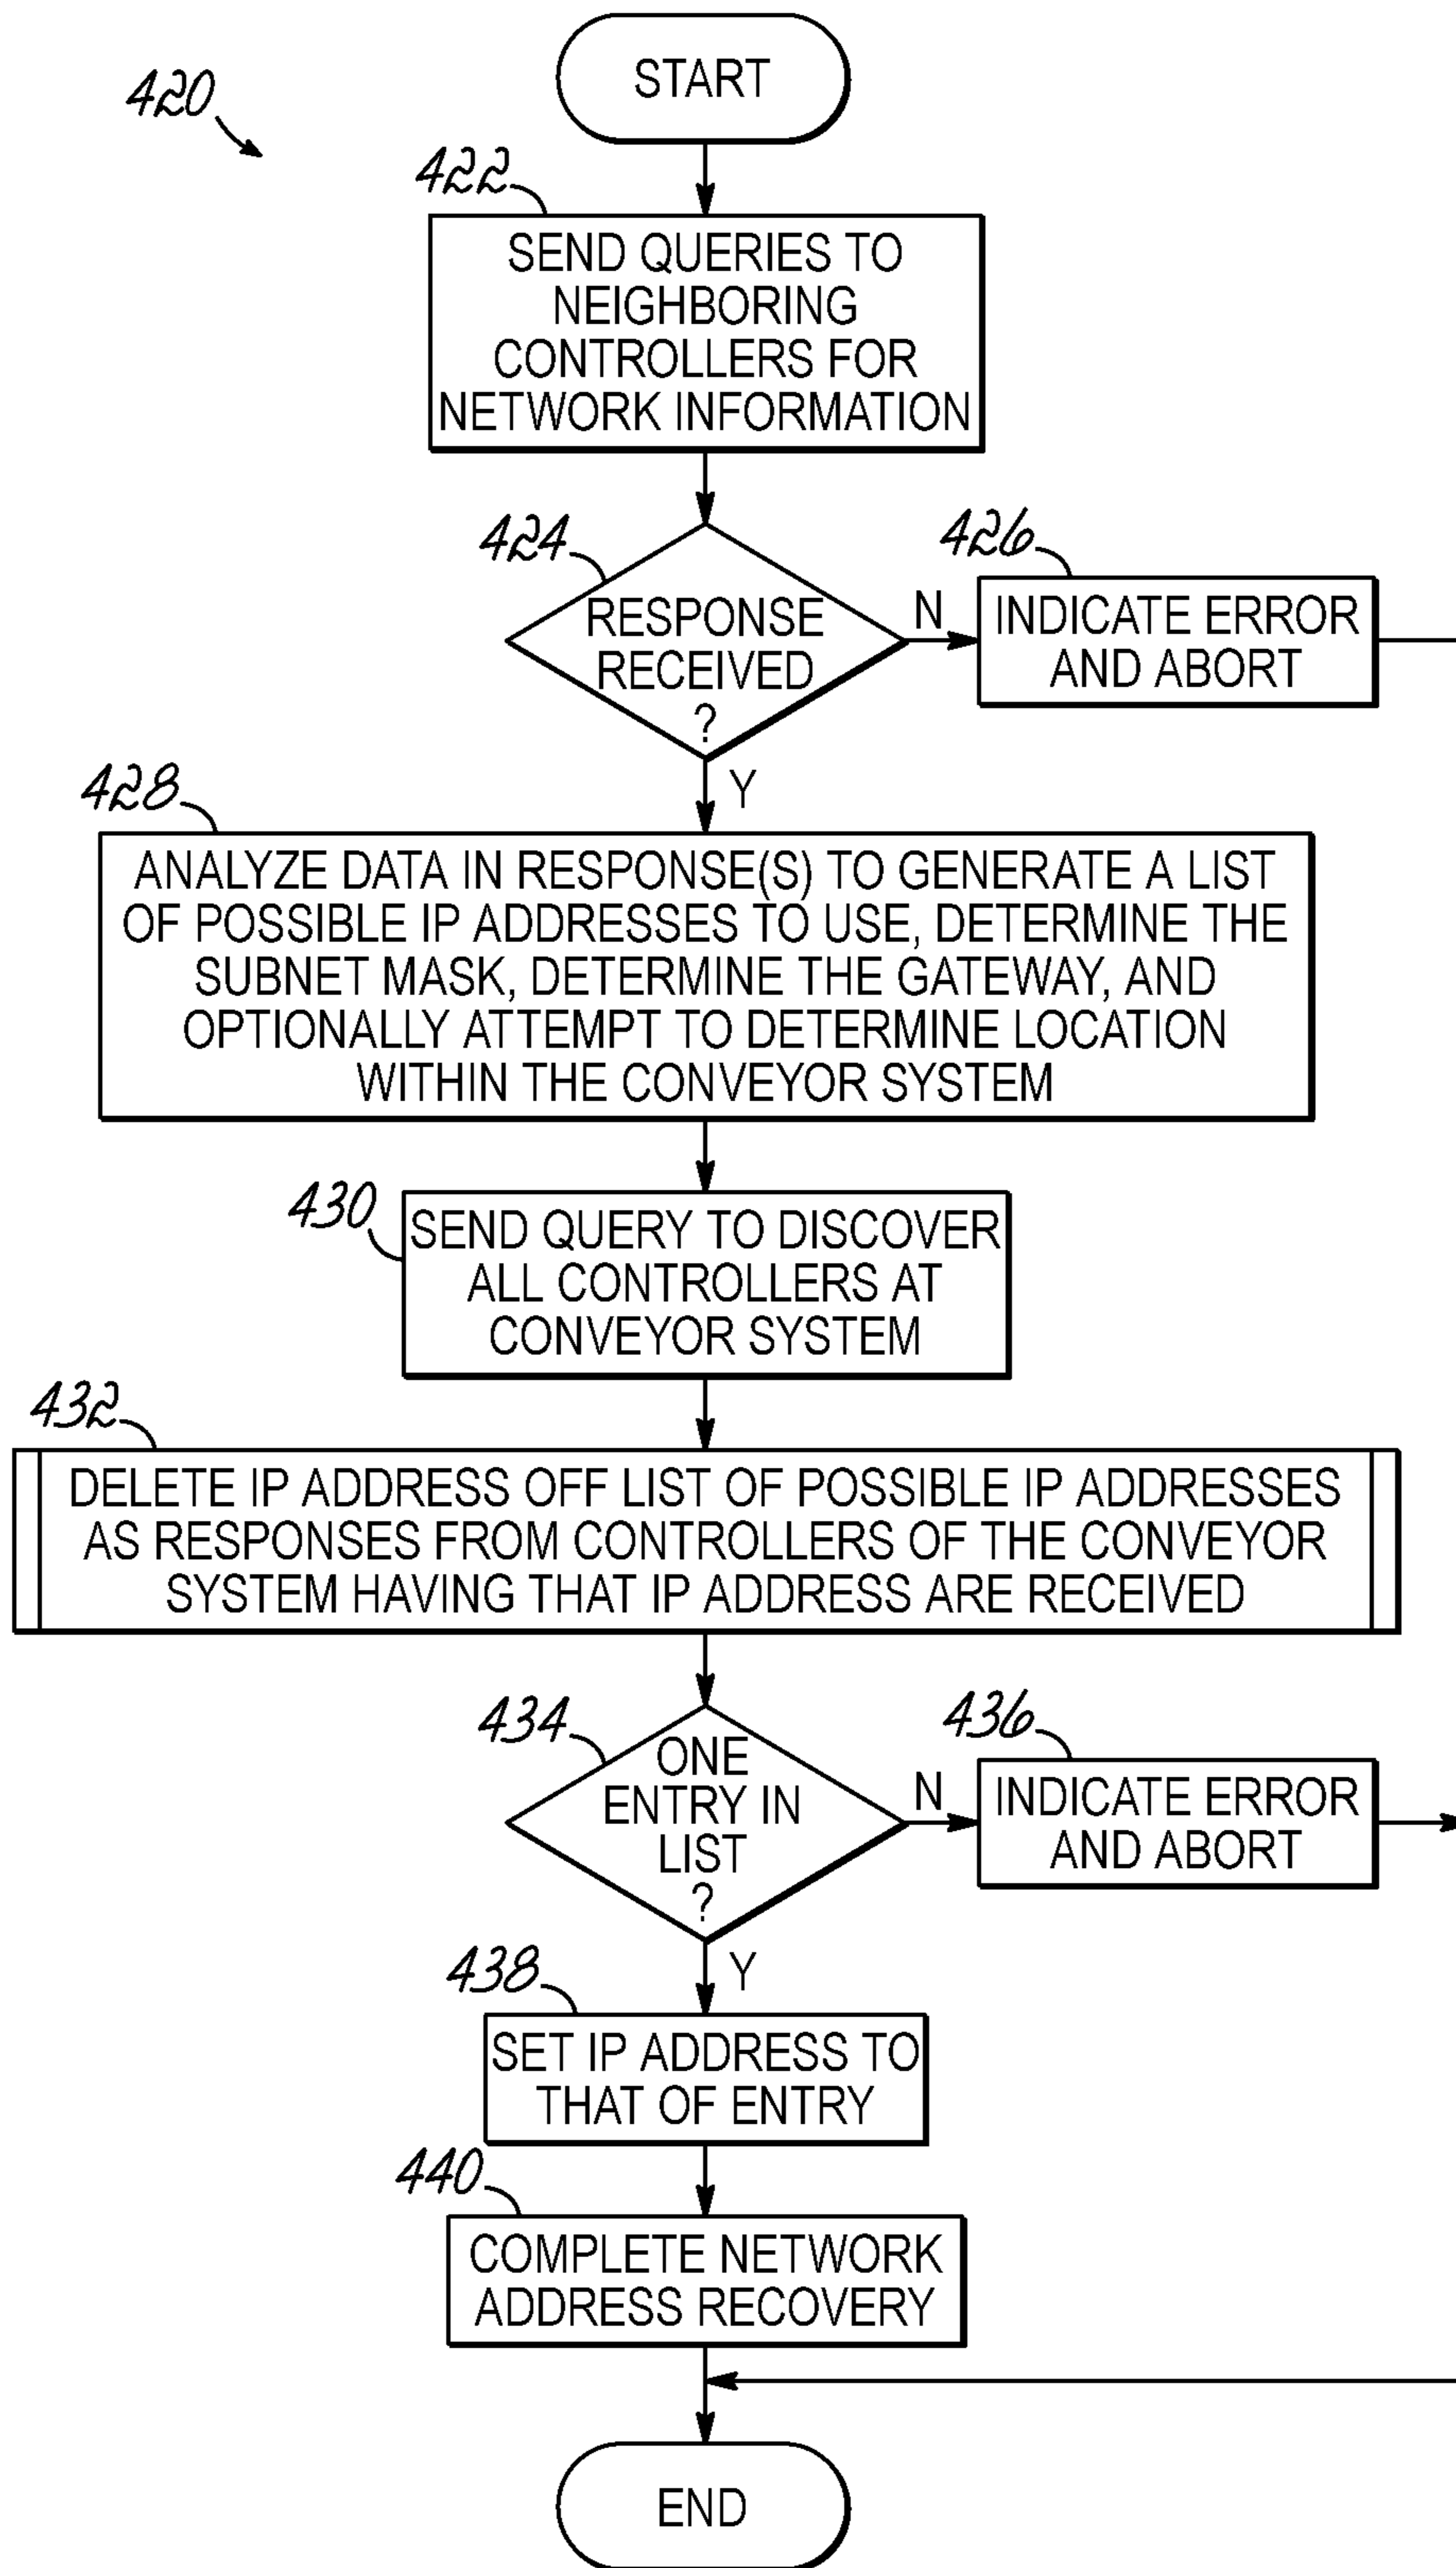 420
START
422
SEND QUERIES TO
NEIGHBORING
CONTROLLERS FOR
NETWORK INFORMATION
424
RESPONSE
RECEIVED
?
N
426
INDICATE ERROR
AND ABORT
Y
428
ANALYZE DATA IN RESPONSE(S) TO GENERATE A LIST
OF POSSIBLE IP ADDRESSES TO USE, DETERMINE THE
SUBNET MASK, DETERMINE THE GATEWAY, AND
OPTIONALLY ATTEMPT TO DETERMINE LOCATION
WITHIN THE CONVEYOR SYSTEM
430
SEND QUERY TO DISCOVER
ALL CONTROLLERS AT
CONVEYOR SYSTEM
432
DELETE IP ADDRESS OFF LIST OF POSSIBLE IP ADDRESSES
AS RESPONSES FROM CONTROLLERS OF THE CONVEYOR
SYSTEM HAVING THAT IP ADDRESS ARE RECEIVED
434
ONE
ENTRY IN
LIST
?
N
436
INDICATE ERROR
AND ABORT
Y
438
SET IP ADDRESS TO
THAT OF ENTRY
440
COMPLETE NETWORK
ADDRESS RECOVERY
END